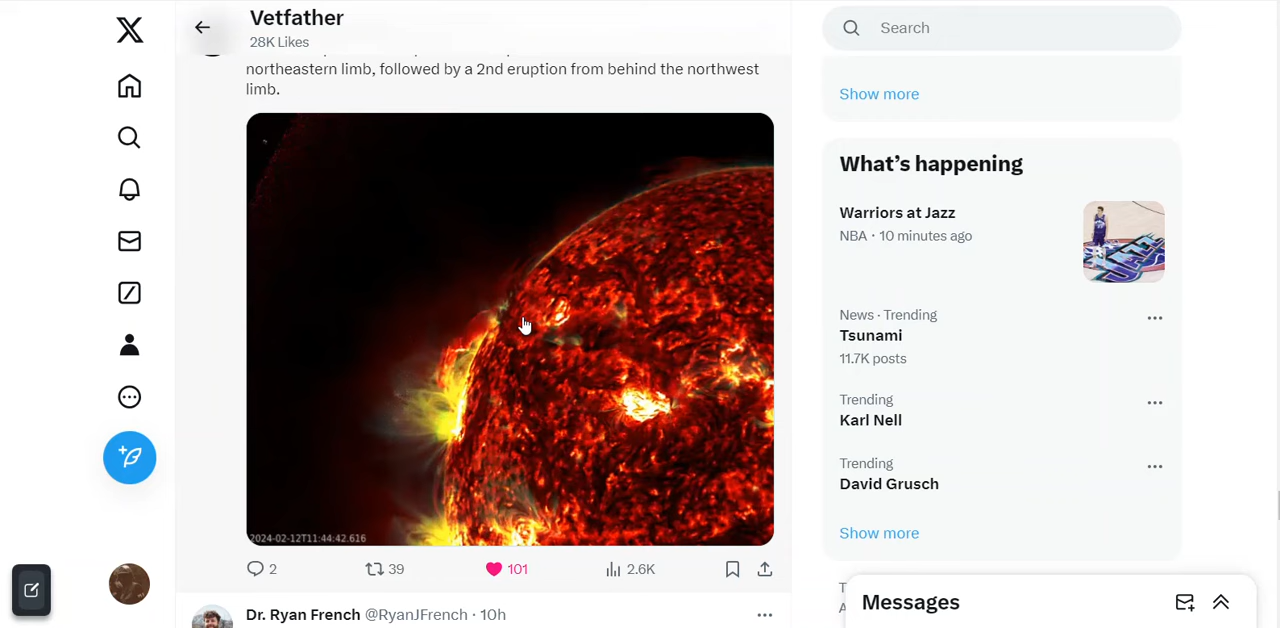 Vetfather
28K Likes
northeastern limb, followed by a 2nd eruption from behind the northwest
limb.
2024-02-12T11:44:42.616
2
39
101
2.6K
Dr. Ryan French @RyanJFrench · 10h
Search
Show more
What's happening
Warriors at Jazz
NBA · 10 minutes ago
News · Trending
Tsunami
11.7K posts
Trending
Karl Nell
Trending
David Grusch
Show more
Messages